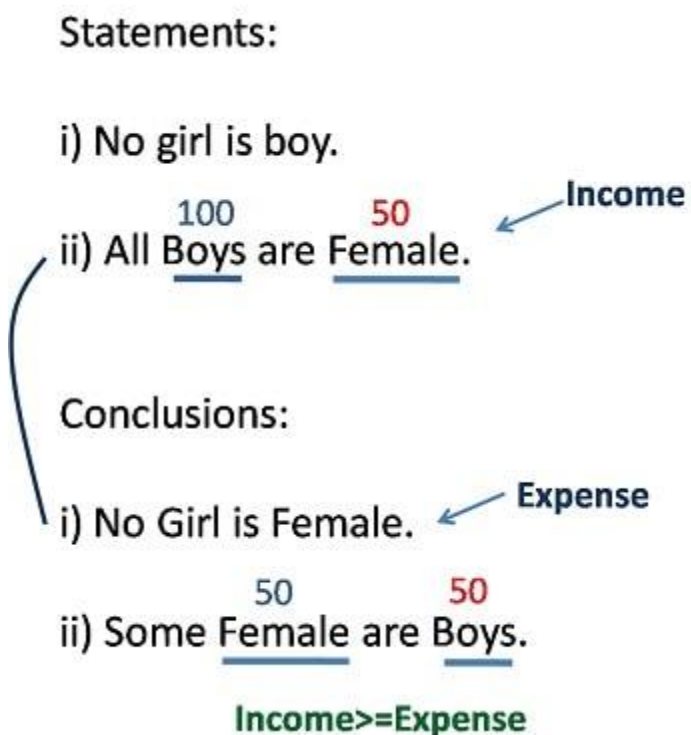 Statements:
i) No girl is boy.
100 50 Income
ii) All Boys are Female.
Conclusions:
i) No Girl is Female. Expense
50 50
ii) Some Female are Boys.
Income>=Expense